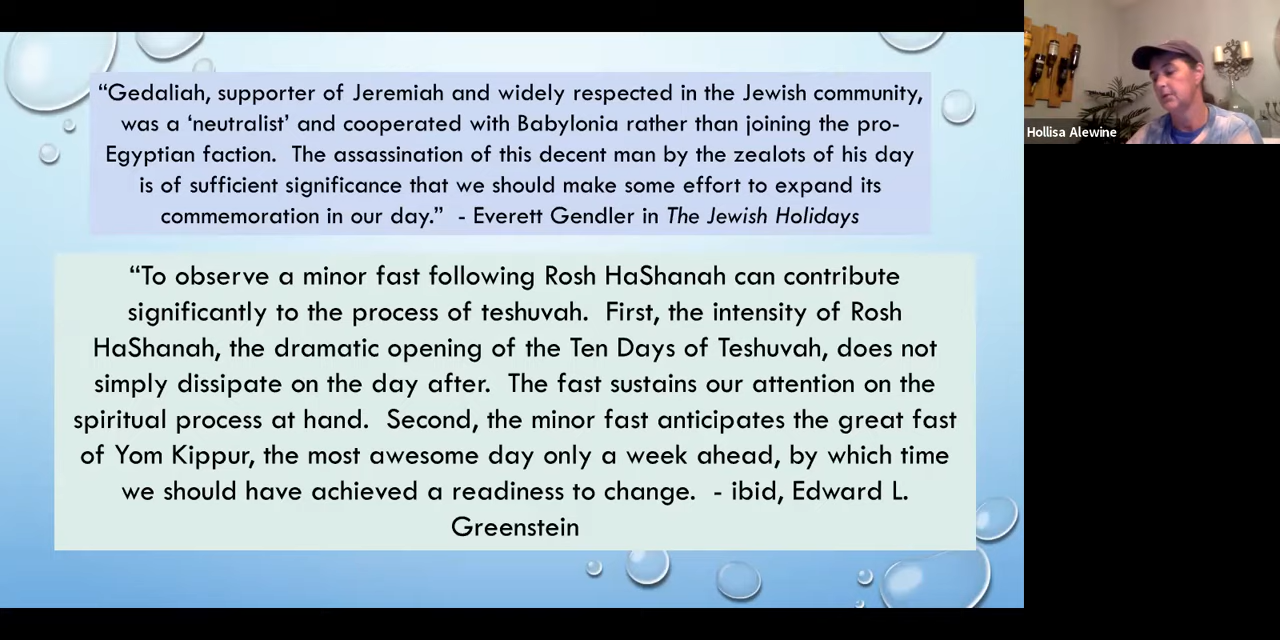 “Gedaliah, supporter of Jeremiah and widely respected in the Jewish community,
was a ‘neutralist’ and cooperated with Babylonia rather than joining the pro-
Egyptian faction.  The assassination of this decent man by the zealots of his day
is of sufficient significance that we should make some effort to expand its
commemoration in our day.”  - Everett Gendler in The Jewish Holidays
“To observe a minor fast following Rosh HaShanah can contribute
significantly to the process of teshuvah.  First, the intensity of Rosh
HaShanah, the dramatic opening of the Ten Days of Teshuvah, does not
simply dissipate on the day after.  The fast sustains our attention on the
spiritual process at hand.  Second, the minor fast anticipates the great fast
of Yom Kippur, the most awesome day only a week ahead, by which time
we should have achieved a readiness to change.  - ibid, Edward L.
Greenstein
Hollisa Alewine